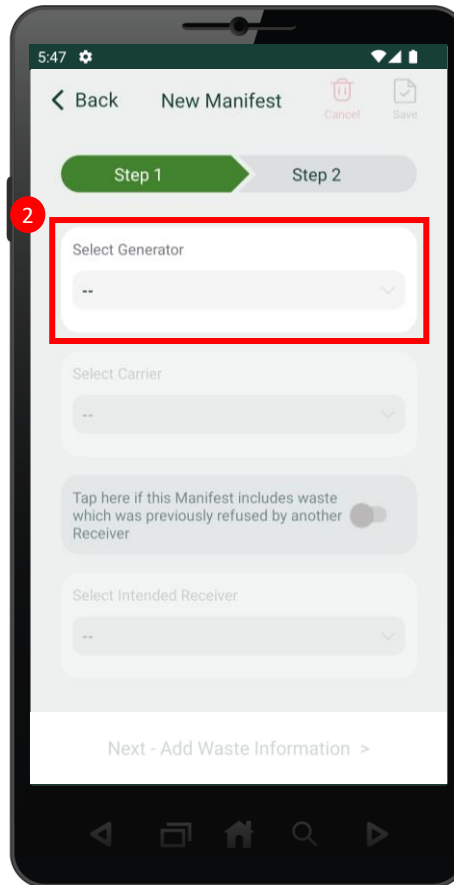 5:47
Back New Manifest Cancel Save
Step 1 Step 2
2
Select Generator
--
Select Carrier
--
Tap here if this Manifest includes waste
which was previously refused by another
Receiver
Select Intended Receiver
--
Next - Add Waste Information >